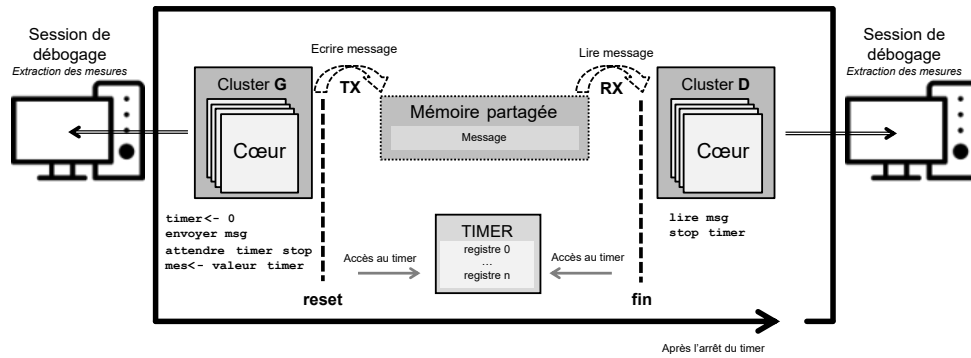 Session de
débogage
Extraction des mesures
Ecrire message
Lire message
Session de
débogage
Extraction des mesures
Cluster G
TX
RX
Cluster D
Mémoire partagée
Message
Cœur
Cœur
timer<- 0
envoyer msg
attendre timer stop
mes<- valeur timer
lire msg
stop timer
TIMER
registre 0
...
registre n
Accès au timer
Accès au timer
reset
fin
Après l'arrêt du timer